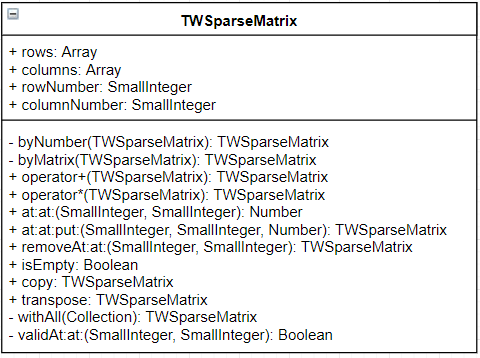 TWSparseMatrix
+ rows: Array
+ columns: Array
+ rowNumber: SmallInteger
+ columnNumber: SmallInteger
- byNumber(TWSparseMatrix): TWSparseMatrix
- byMatrix(TWSparseMatrix): TWSparseMatrix
+ operator+(TWSparseMatrix): TWSparseMatrix
+ operator*(TWSparseMatrix): TWSparseMatrix
+ at:at:(SmallInteger, SmallInteger): Number
+ at:at:put:(SmallInteger, SmallInteger, Number): TWSparseMatrix
+ removeAt:at:(SmallInteger, SmallInteger): TWSparseMatrix
+ isEmpty: Boolean
+ copy: TWSparseMatrix
+ transpose: TWSparseMatrix
- withAll(Collection): TWSparseMatrix
- validAt:at:(SmallInteger, SmallInteger): Boolean